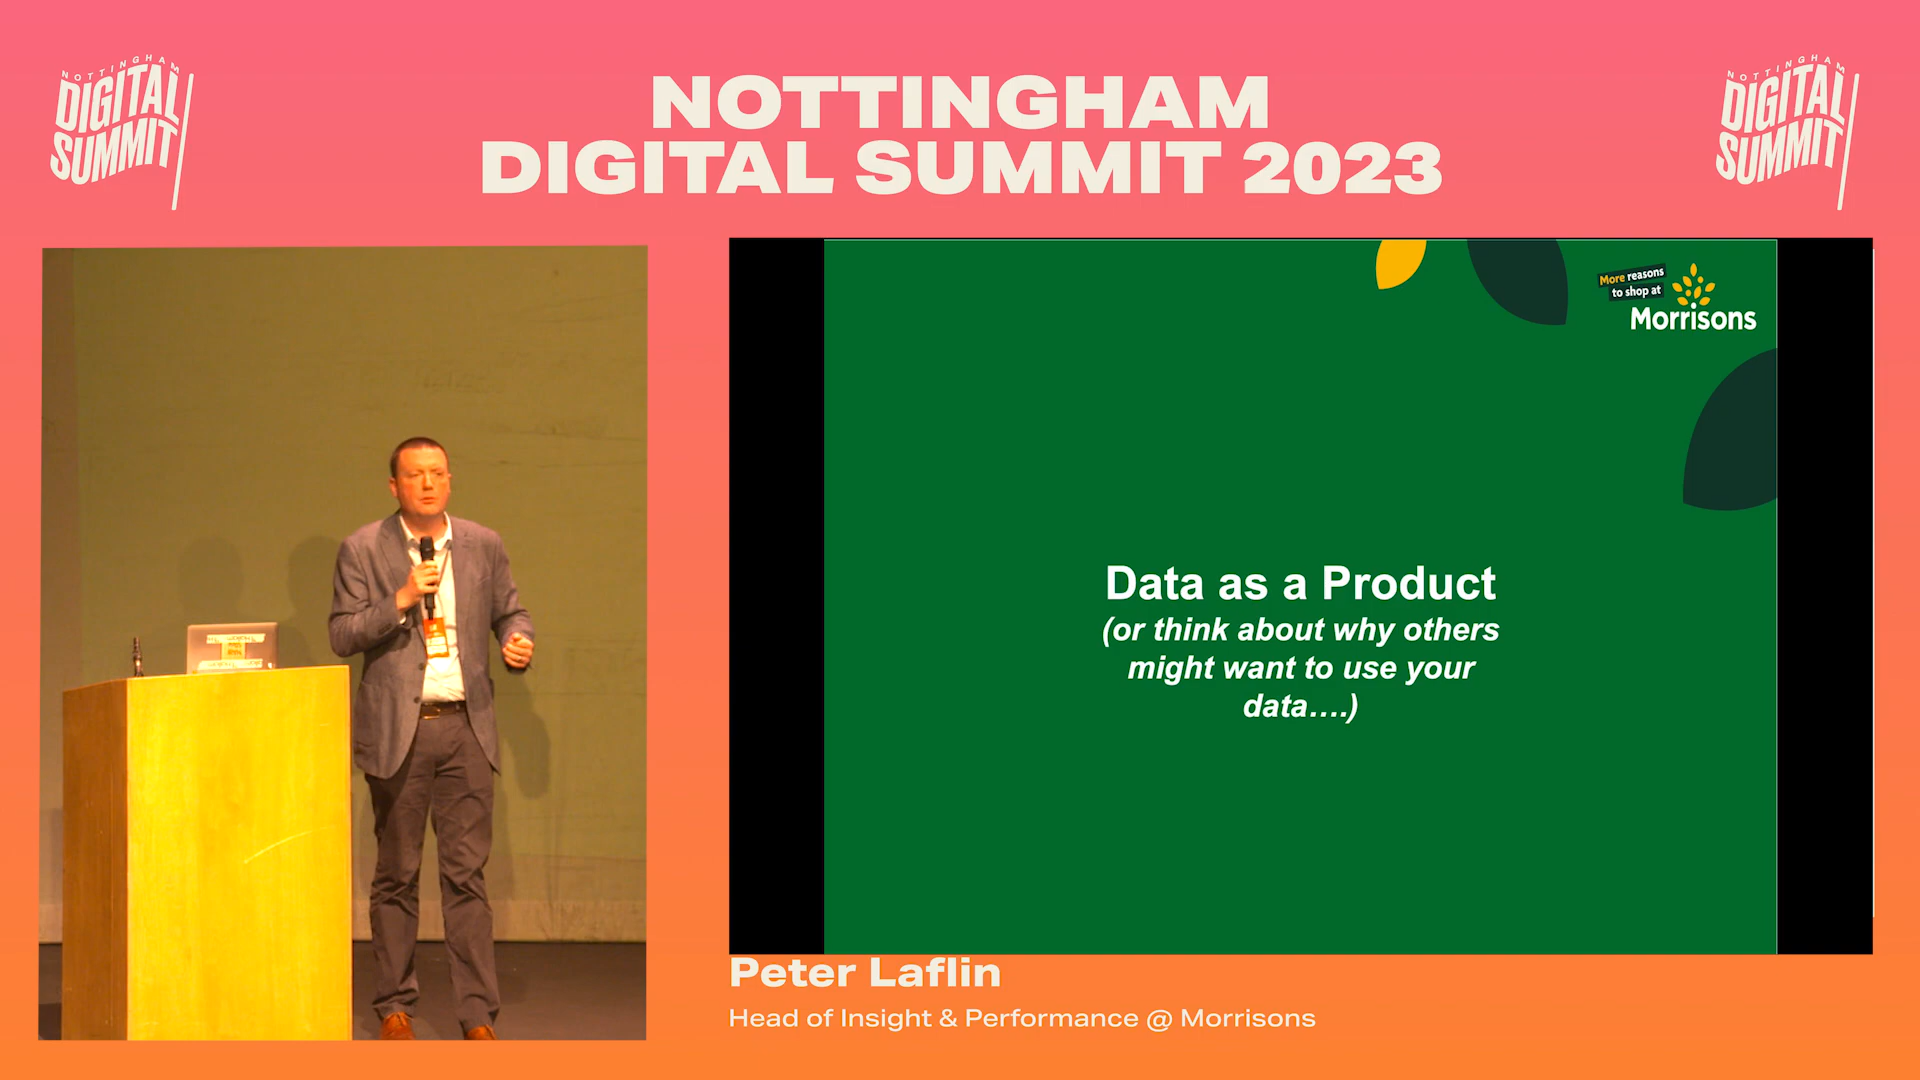 NOTTINGHAM
DIGITAL
SUMMIT
NOTTINGHAM
DIGITAL SUMMIT 2023
NOTTINGHAM
DIGITAL
SUMMIT
More reasons
to shop at
Morrisons
Data as a Product
(or think about why others
might want to use your
data....)
Peter Laflin
Head of Insight & Performance @ Morrisons